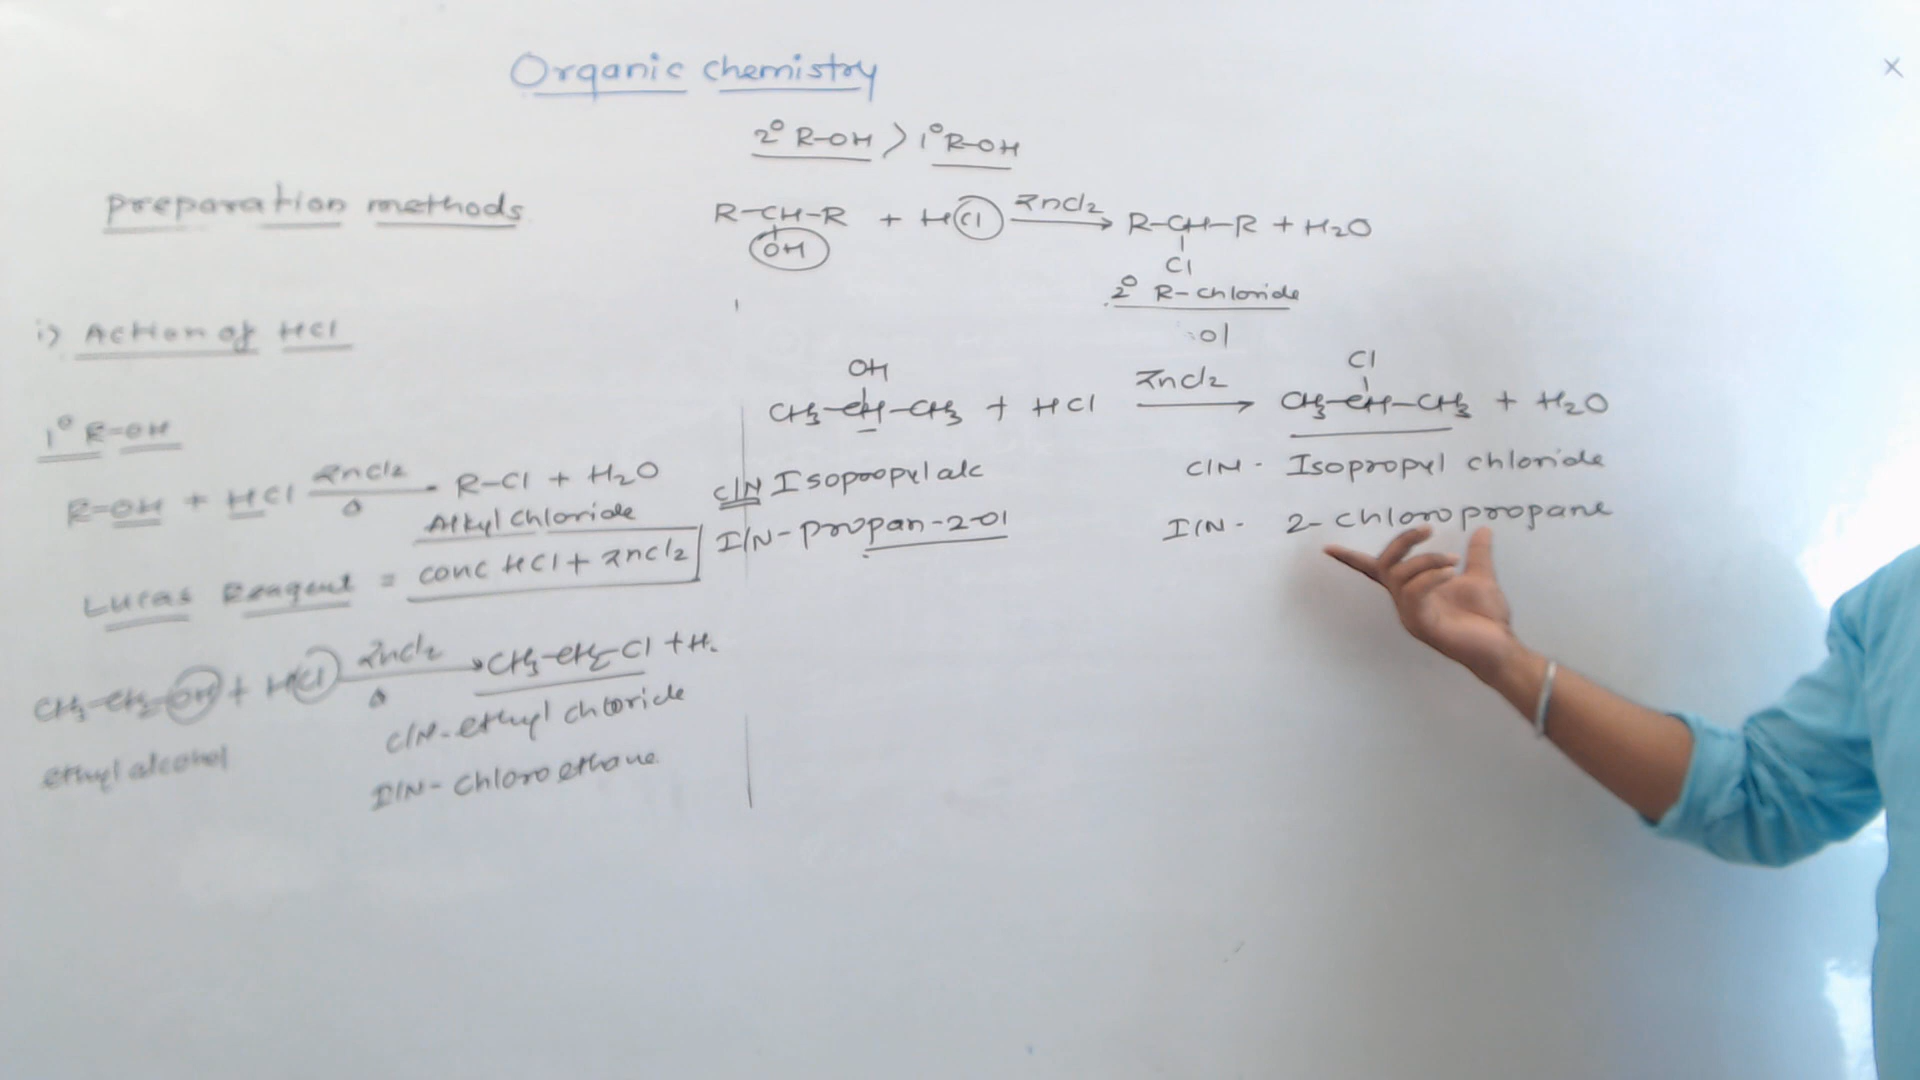 Organic chemistry
preparation methods
i) Action of HCl
1° R-OH
R-OH + HCl ZnCl2 Δ R-Cl + H2O
Alkyl chloride
Lucas Reagent = conc HCl + ZnCl2
CH3-CH2-OH + HCl ZnCl2 Δ → CH3-CH2-Cl + H.
ethyl alcohol
C/N- ethyl chloride
I/N- chloro ethane
2° R-OH > 1° R-OH
R-CH-R + HCl ZnCl2 → R-CH-R + H2O
OH
Cl
2° R-chloride
OH
Cl
CH3-CH-CH3 + HCl ZnCl2 → CH3-CH-CH3 + H2O
C/N Isopropyl alc
I/N- propan-2-ol
C/N - Isopropyl chloride
I/N - 2-chloropropane